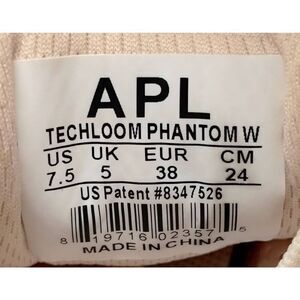 APL
TECHLOOM PHANTOM W
US UK EUR CM
7.5 5 38 24
US Patent #8347526
8 19716 02357 5
MADE IN CHINA